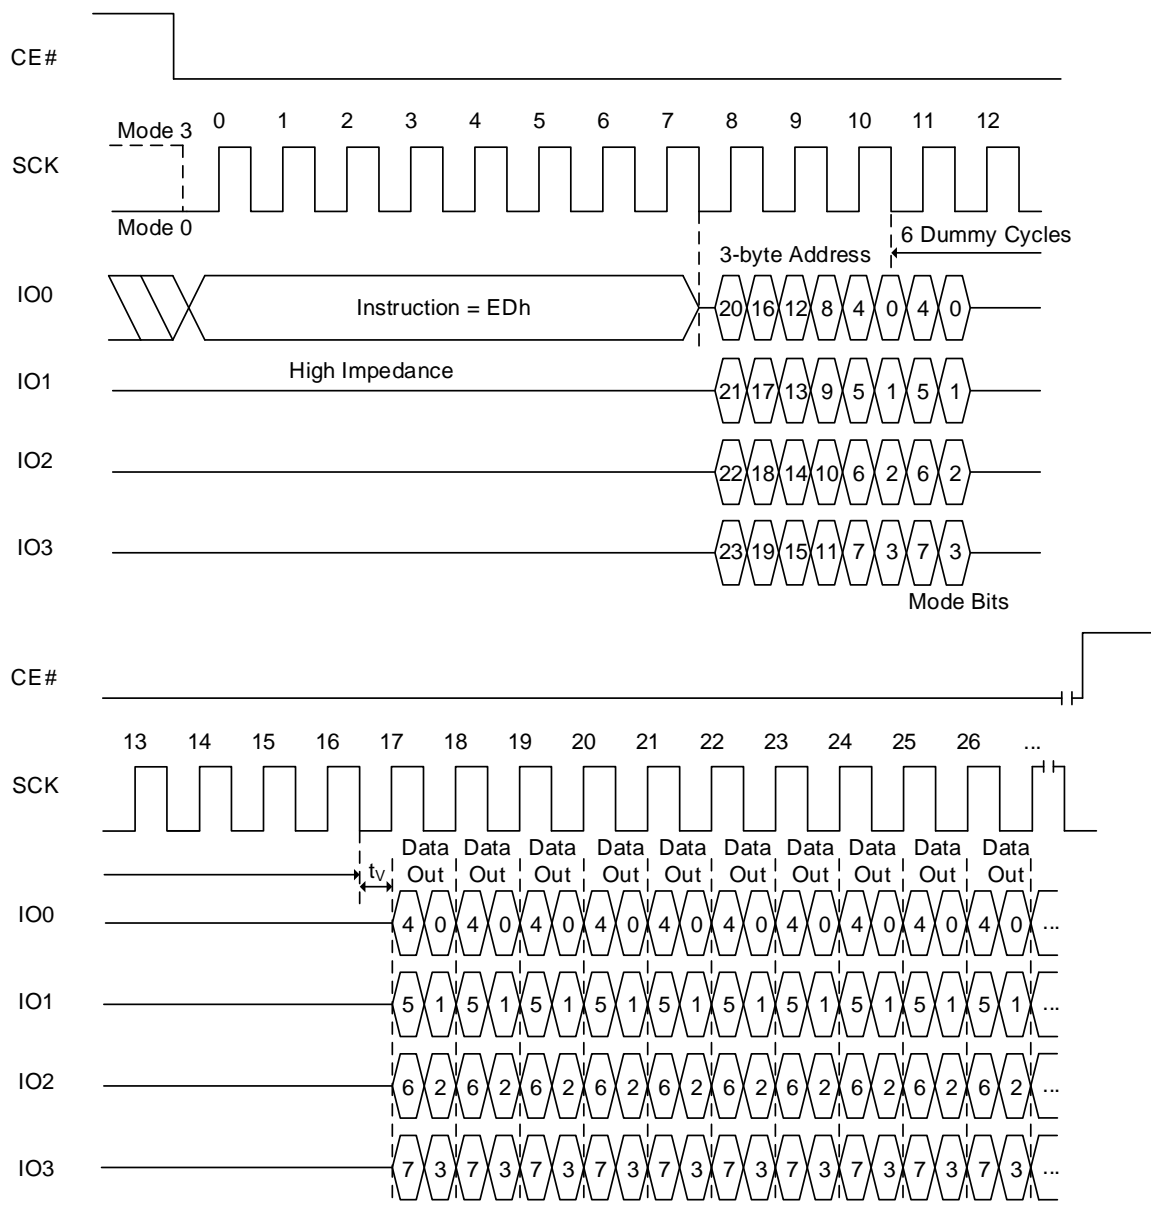 CE#
Mode 3 0 1 2 3 4 5 6 7 8 9 10 11 12
SCK
Mode 0
6 Dummy Cycles
3-byte Address
IO0 Instruction = EDh 20 16 12 8 4 0 4 0
High Impedance
IO1 21 17 13 9 5 1 5 1
IO2 22 18 14 10 6 2 6 2
IO3 23 19 15 11 7 3 7 3
Mode Bits
CE#
13 14 15 16 17 18 19 20 21 22 23 24 25 26 ...
SCK
Data Data Data Data Data Data Data Data Data Data
tV Out Out Out Out Out Out Out Out Out Out
IO0 4 0 4 0 4 0 4 0 4 0 4 0 4 0 4 0 4 0 4 0 ...
IO1 5 1 5 1 5 1 5 1 5 1 5 1 5 1 5 1 5 1 5 1 ...
IO2 6 2 6 2 6 2 6 2 6 2 6 2 6 2 6 2 6 2 6 2 ...
IO3 7 3 7 3 7 3 7 3 7 3 7 3 7 3 7 3 7 3 7 3 ...